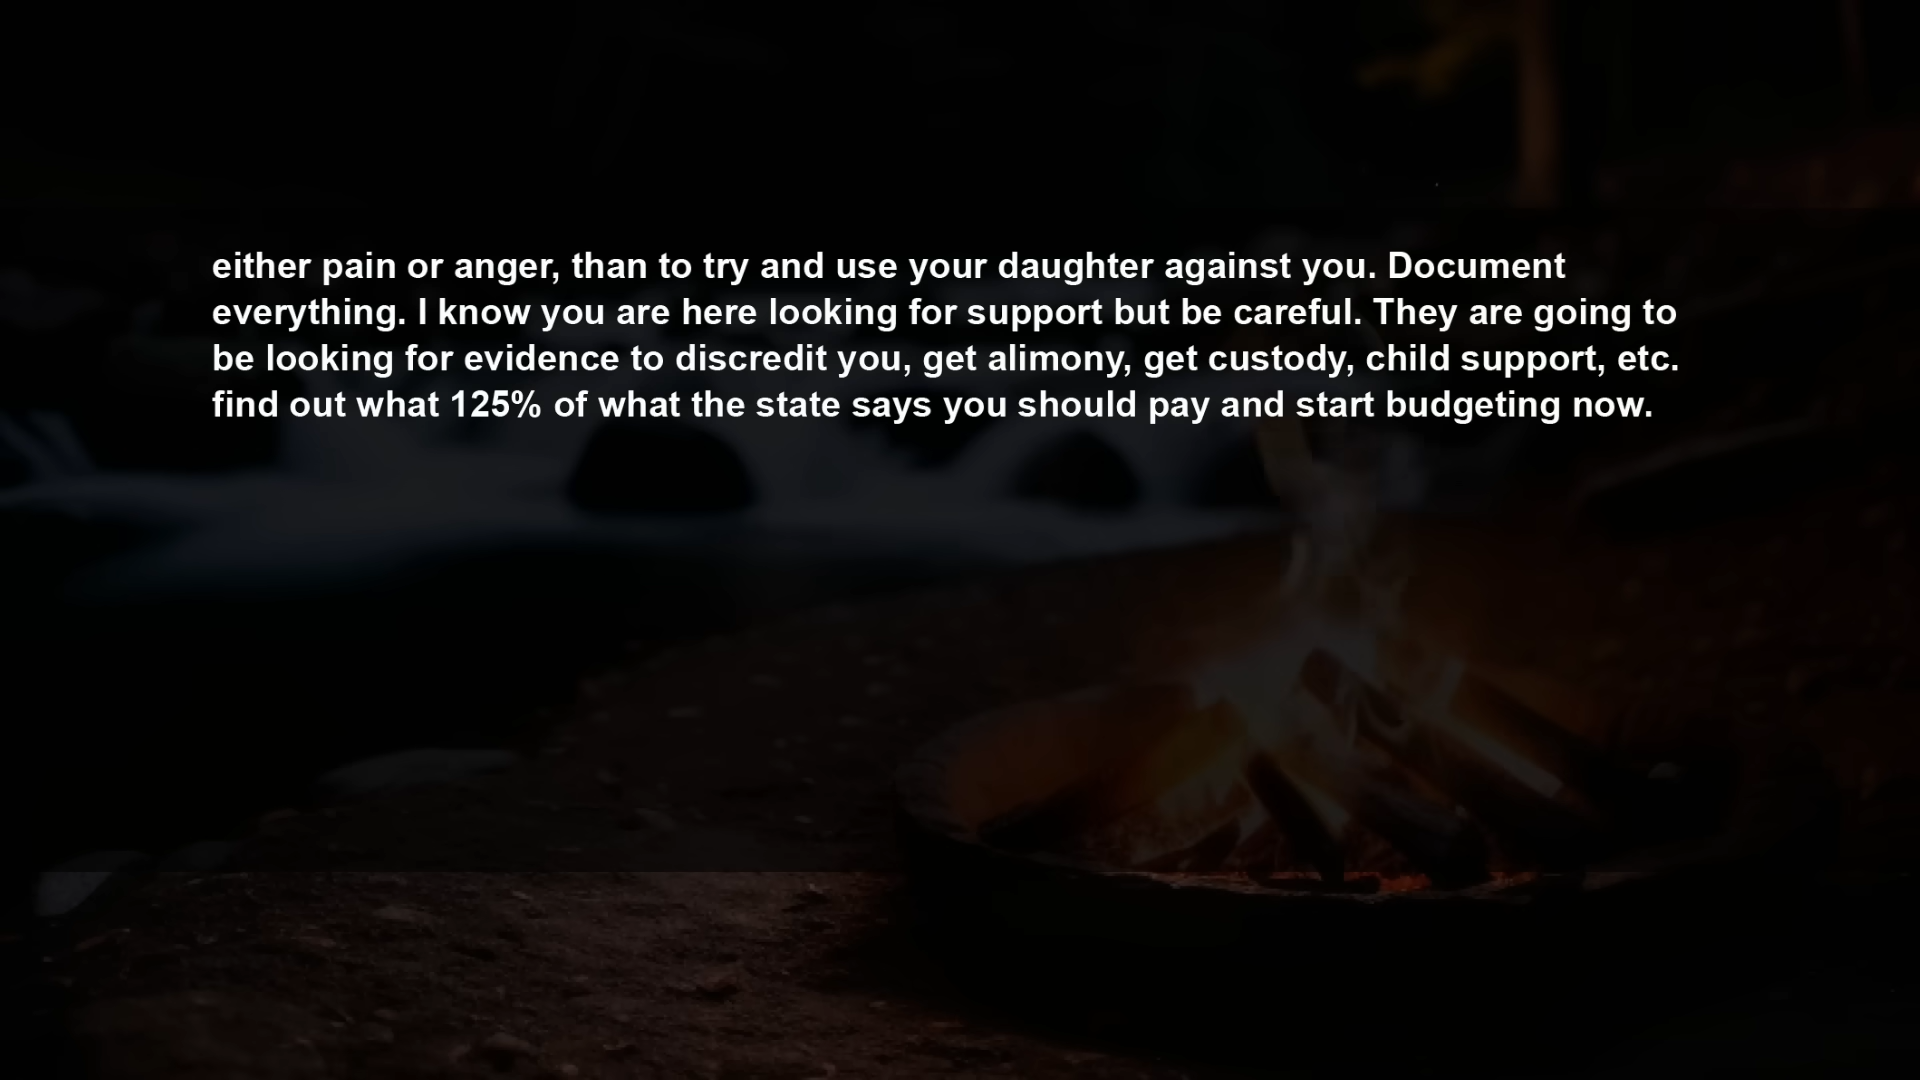 either pain or anger, than to try and use your daughter against you. Document
everything. I know you are here looking for support but be careful. They are going to
be looking for evidence to discredit you, get alimony, get custody, child support, etc.
find out what 125% of what the state says you should pay and start budgeting now.